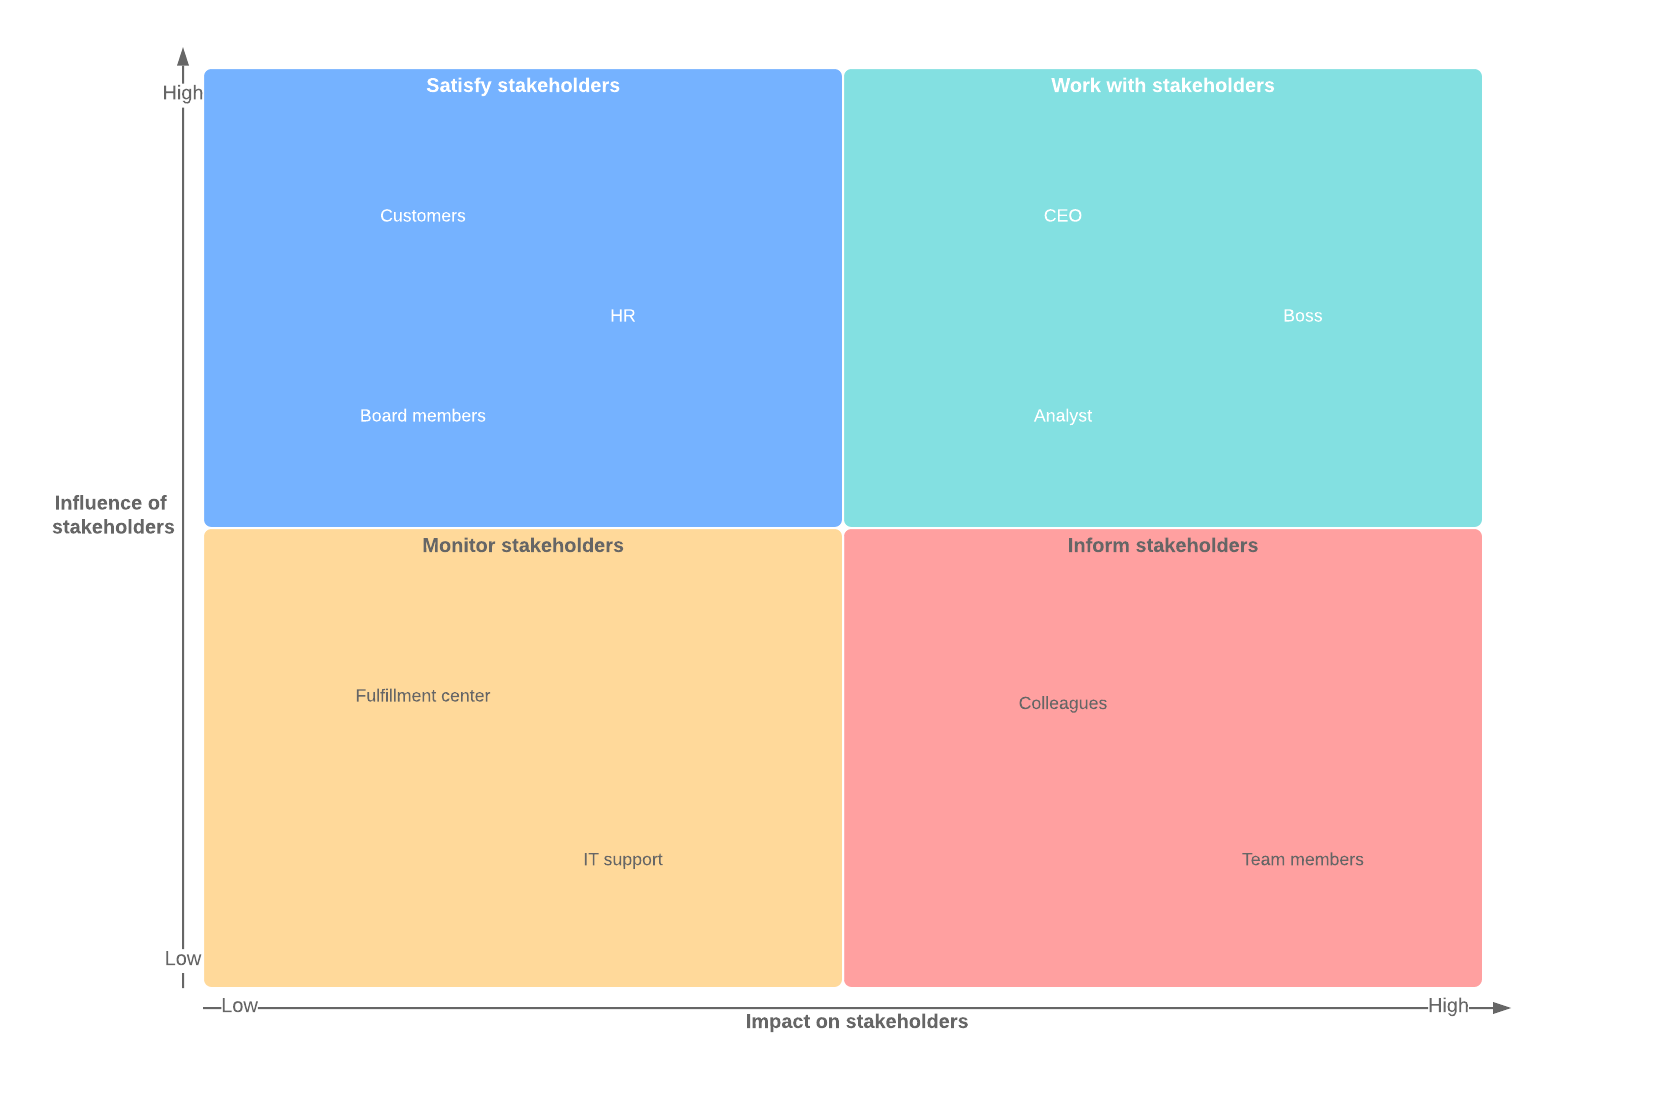 High
Satisfy stakeholders
Work with stakeholders
Customers
CEO
HR
Boss
Board members
Analyst
Influence of
stakeholders
Monitor stakeholders
Inform stakeholders
Fulfillment center
Colleagues
IT support
Team members
Low
Low
High
Impact on stakeholders